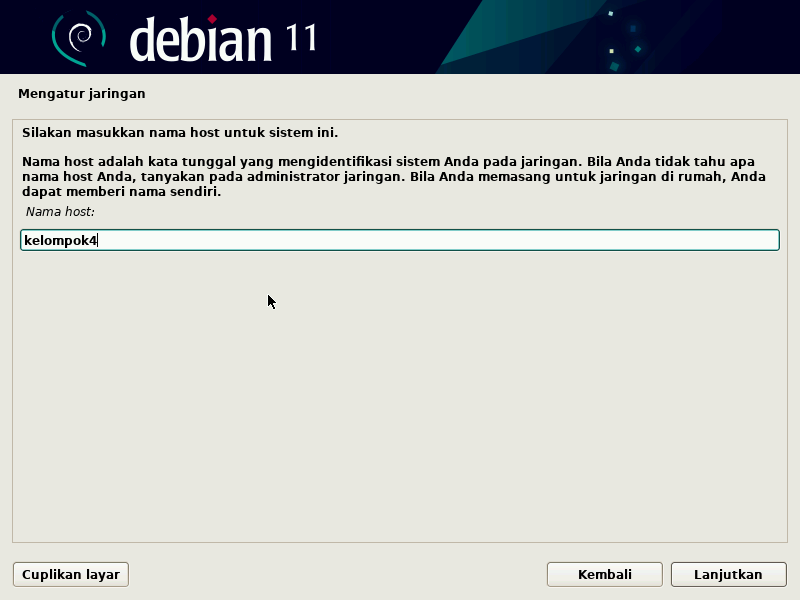 debian 11
Mengatur jaringan
Silakan masukkan nama host untuk sistem ini.
Nama host adalah kata tunggal yang mengidentifikasi sistem Anda pada jaringan. Bila Anda tidak tahu apa
nama host Anda, tanyakan pada administrator jaringan. Bila Anda memasang untuk jaringan di rumah, Anda
dapat memberi nama sendiri.
Nama host:
kelompok4
Cuplikan layar
Kembali
Lanjutkan